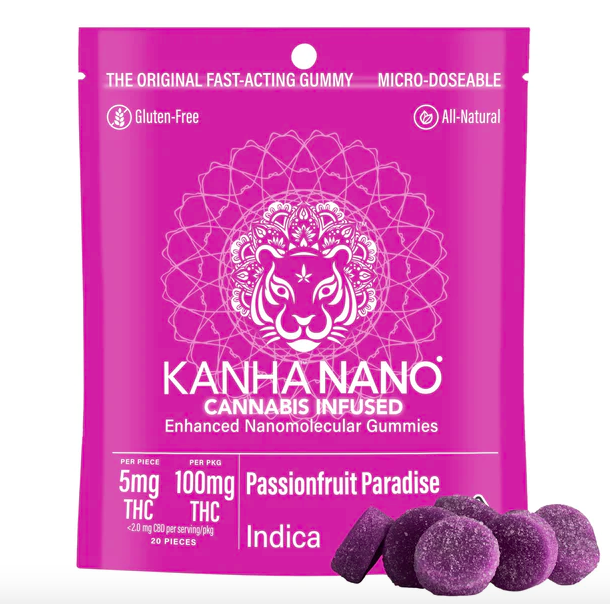 THE ORIGINAL FAST-ACTING GUMMY MICRO-DOSEABLE
Gluten-Free
All-Natural
KANHA NANO
CANNABIS INFUSED
Enhanced Nanomolecular Gummies
PER PIECE PER PKG
5mg 100mg
THC THC
<2.0 mg CBD per serving/pkg
20 PIECES
Passionfruit Paradise
Indica